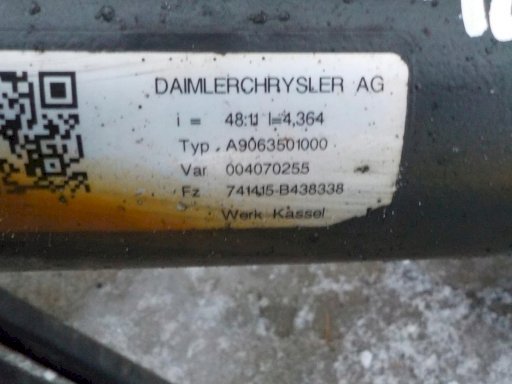 DAIMLERCHRYSLER AG
i = 48:11 i=4,364
Typ A9063501000
Var 004070255
Fz 741415-B438338
Werk Kassel